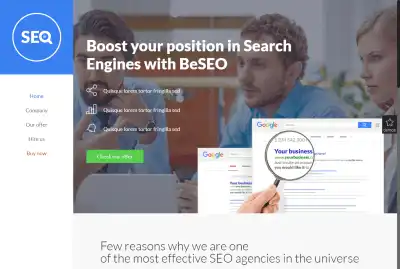 SEO
Home
Company
Our offer
Hire us
Buy now
Boost your position in Search
Engines with BeSEO
Quisque lorem tortor fringilla sed
Quisque lorem tortor fringilla sed
Quisque lorem tortor fringilla sed
Check our offer
Google
Google
Your business
www.yourbusiness
Few reasons why we are one
of the most effective SEO agencies in the universe